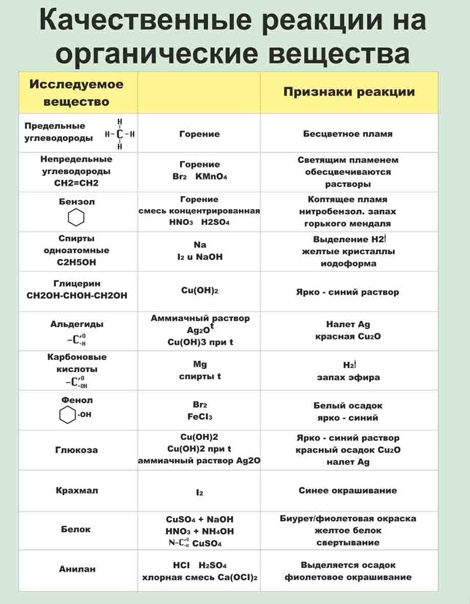 Качественные реакции на
органические вещества
Исследуемое
вещество
Признаки реакции
Предельные
углеводороды
H
H-C-H
H
Горение
Бесцветное пламя
Непредельные
углеводороды
CH2=CH2
Горение
Br₂ KMnO₄
Светящим пламенем
обесцвечиваются
растворы
Бензол
Горение
смесь концентрированная
HNO₃ H2SO₄
Коптящее пламя
нитробензол. запах
горького мендаля
Спирты
одноатомные
C2H5OH
Na
I₂ и NaOH
Выделение H2
желтые кристаллы
иодоформа
Глицерин
CH2OH-CHOH-CH2OH
Cu(OH)₂
Ярко - синий раствор
Альдегиды
-C=O
-H
Аммиачный раствор
Ag₂O t
Cu(OH)3 при t
Налет Ag
красная Cu₂O
Карбоновые
кислоты
-C=O
-OH
Mg
спирты t
H₂
запах эфира
Фенол
-OH
Br₂
FeCl₃
Белый осадок
ярко - синий
Глюкоза
Cu(OH)2
Cu(OH)2 при t
аммиачный раствор Ag2O
Ярко - синий раствор
красный осадок Cu₂O
налет Ag
Крахмал
I₂
Синее окрашивание
Белок
CuSO₄ + NaOH
HNO₃ + NH4OH
CuSO₄
Биурет/фиолетовая окраска
желтое белок
свертывание
Анилан
HCl H₂SO₄
хлорная смесь Ca(OCl)₂
Выделяется осадок
фиолетовое окрашивание